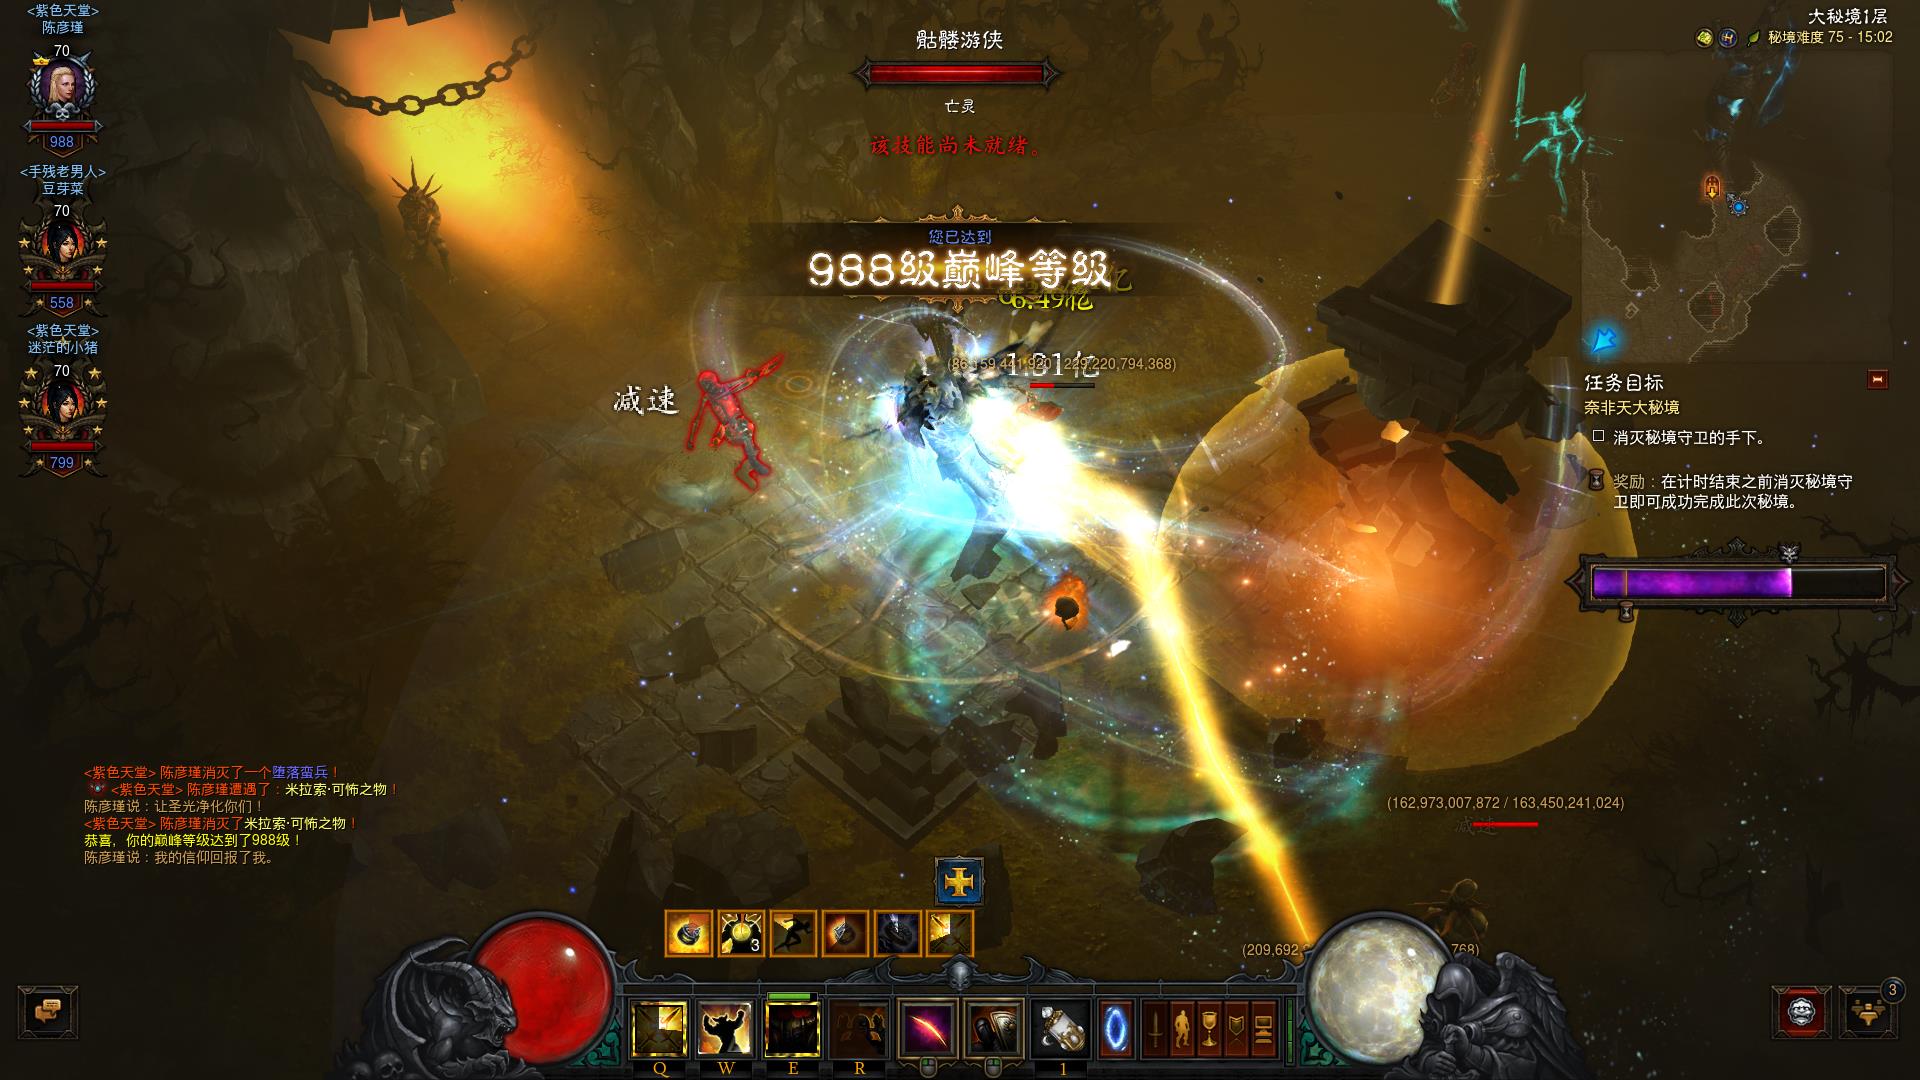 <紫色天堂>
陈彦瑾
70
988
<手残老男人>
豆芽菜
70
558
<紫色天堂>
迷茫的小猪
70
799
骷髅游侠
亡灵
该技能尚未就绪。
您已达到
988级巅峰等级
6.49亿
1.31亿
减速
大秘境1层
秘境难度 75 - 15:02
任务目标
奈非天大秘境
消灭秘境守卫的手下。
奖励：在计时结束之前消灭秘境守
卫即可成功完成此次秘境。
<紫色天堂> 陈彦瑾消灭了一个堕落蛮兵！
<紫色天堂> 陈彦瑾遭遇了：米拉索·可怖之物！
陈彦瑾说：让圣光净化你们！
<紫色天堂> 陈彦瑾消灭了米拉索·可怖之物！
恭喜，你的巅峰等级达到了988级！
陈彦瑾说：我的信仰回报了我。
(162,973,007,872 / 163,450,241,024)
减速
(209,692,
768)
3
Q
W
E
R
1
3